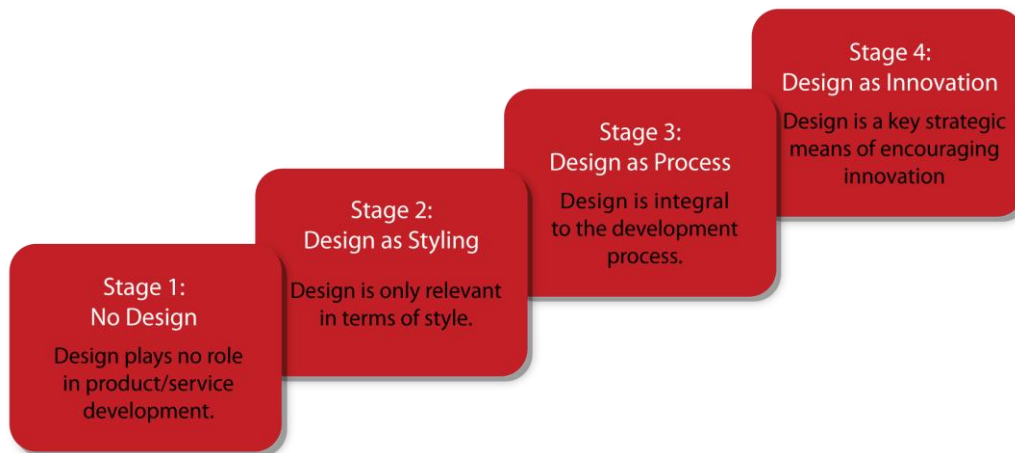 Stage 1:
No Design
Design plays no role
in product/service
development.
Stage 2:
Design as Styling
Design is only relevant
in terms of style.
Stage 3:
Design as Process
Design is integral
to the development
process.
Stage 4:
Design as Innovation
Design is a key strategic
means of encouraging
innovation